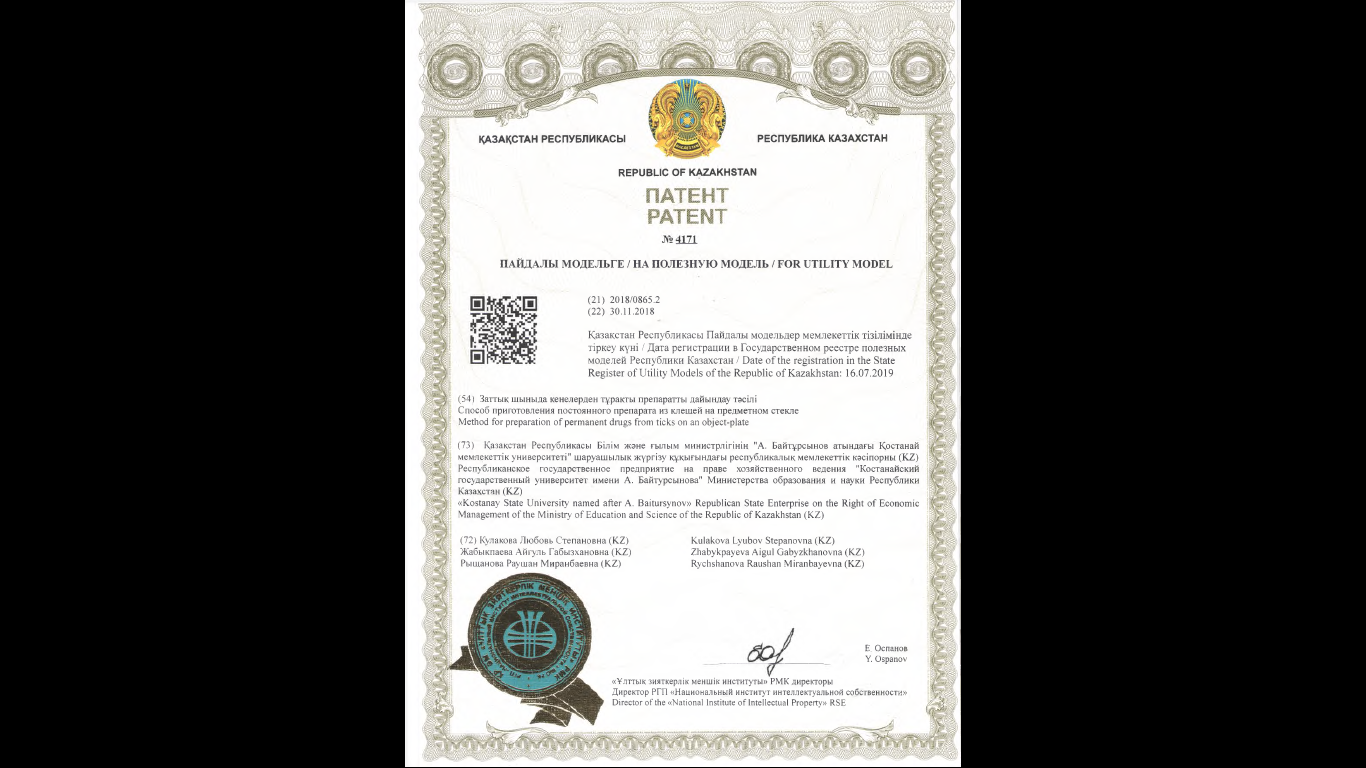 ҚАЗАҚСТАН РЕСПУБЛИКАСЫ
РЕСПУБЛИКА КАЗАХСТАН
REPUBLIC OF KAZAKHSTAN
ПАТЕНТ
PATENT
№ 4171
ПАЙДАЛЫ МОДЕЛЬГЕ / НА ПОЛЕЗНУЮ МОДЕЛЬ / FOR UTILITY MODEL
(21) 2018/0865.2
(22) 30.11.2018
Қазақстан Республикасы Пайдалы модельдер мемлекеттік тізілімінде
тіркеу күні / Дата регистрации в Государственном реестре полезных
моделей Республики Казахстан / Date of the registration in the State
Register of Utility Models of the Republic of Kazakhstan: 16.07.2019
(54) Заттық шыныда кенелерден тұрақты препаратты дайындау тәсілі
Способ приготовления постоянного препарата из клещей на предметном стекле
Method for preparation of permanent drugs from ticks on an object-plate
(73) Қазақстан Республикасы Білім және ғылым министрлігінің "А. Байтұрсынов атындағы Қостанай
мемлекеттік университеті" шаруашылық жүргізу құқығындағы республикалық мемлекеттік кәсіпорны (KZ)
Республиканское государственное предприятие на праве хозяйственного ведения "Костанайский
государственный университет имени А. Байтурсынова" Министерства образования и науки Республики
Казахстан (KZ)
«Kostanay State University named after A. Baitursynov» Republican State Enterprise on the Right of Economic
Management of the Ministry of Education and Science of the Republic of Kazakhstan (KZ)
(72) Кулакова Любовь Степановна (KZ)
Жабыкпаева Айгуль Габызхановна (KZ)
Рыщанова Раушан Миранбаевна (KZ)
Kulakova Lyubov Stepanovna (KZ)
Zhabykpayeva Aigul Gabyzkhanovna (KZ)
Rychshanova Raushan Miranbayevna (KZ)
Е. Оспанов
Y. Ospanov
«Ұлттық зияткерлік меншік институты» РМК директоры
Директор РГП «Национальный институт интеллектуальной собственности»
Director of the «National Institute of Intellectual Property» RSE